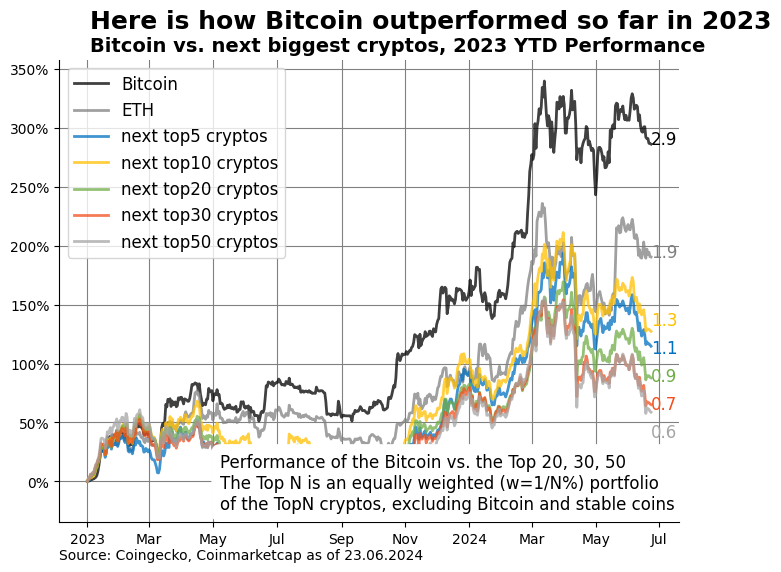 Here is how Bitcoin outperformed so far in 2023
Bitcoin vs. next biggest cryptos, 2023 YTD Performance
350%
300%
250%
200%
150%
100%
50%
0%
Bitcoin
ETH
next top5 cryptos
next top10 cryptos
next top20 cryptos
next top30 cryptos
next top50 cryptos
2.9
1.9
1.3
1.1
0.9
0.7
0.6
Performance of the Bitcoin vs. the Top 20, 30, 50
The Top N is an equally weighted (w=1/N%) portfolio
of the TopN cryptos, excluding Bitcoin and stable coins
2023 Mar May Jul Sep Nov 2024 Mar May Jul
Source: Coingecko, Coinmarketcap as of 23.06.2024